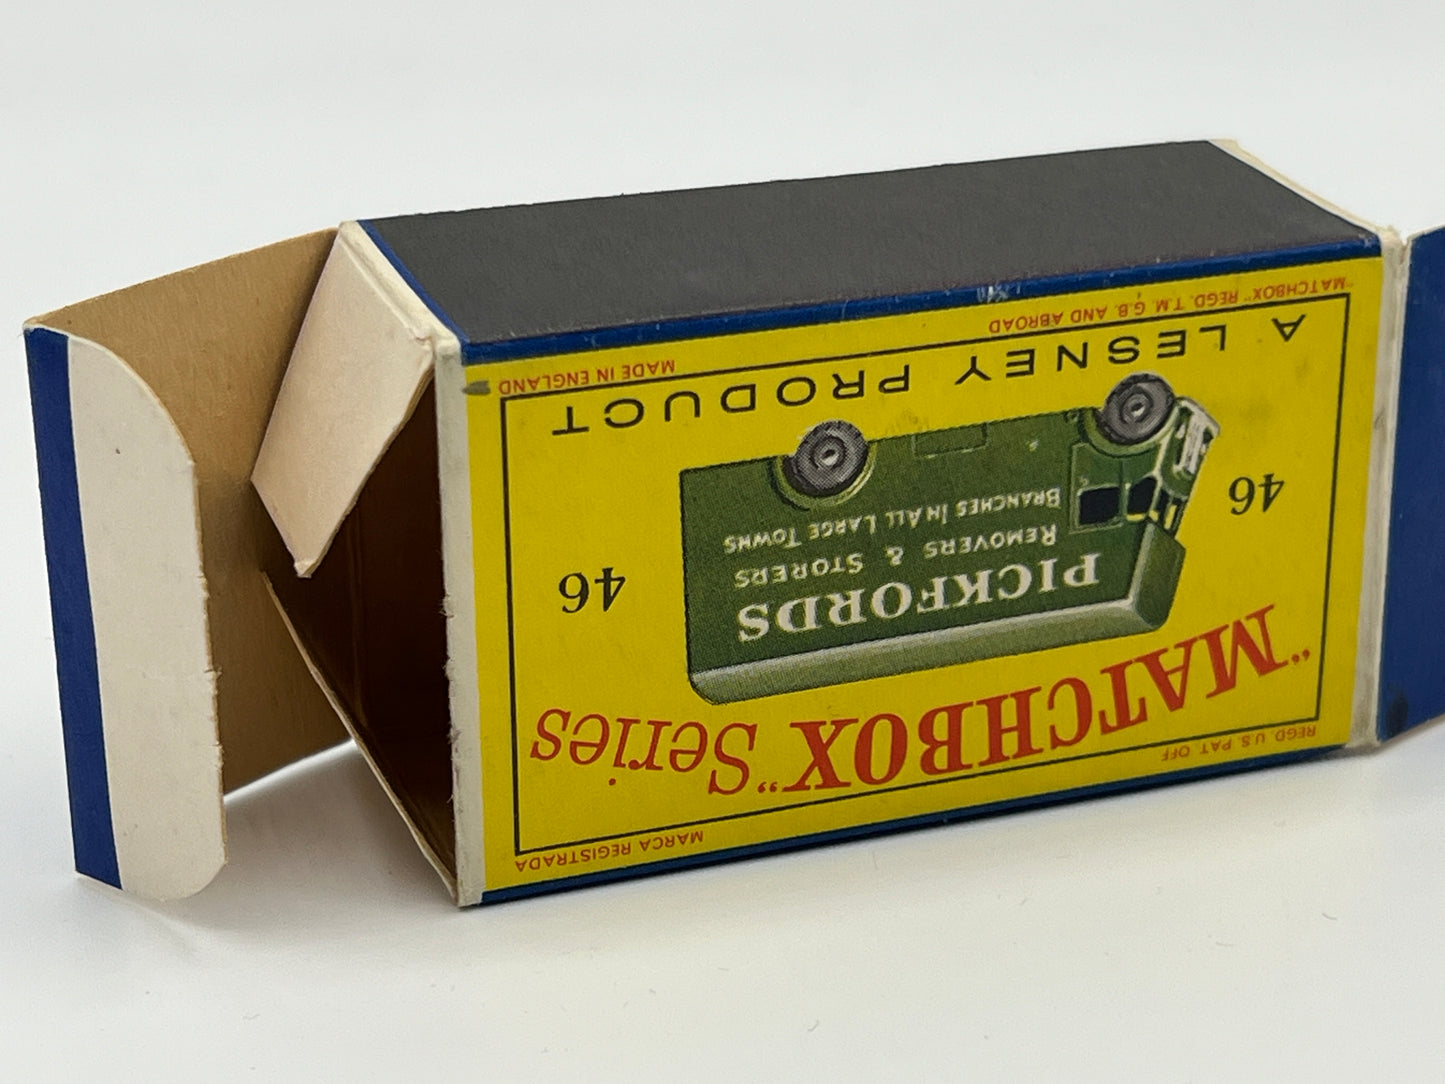 MARCA REGISTRADA
REGD. U.S. PAT. OFF
"MATCHBOX" Series
46
PICKFORDS
REMOVERS & STORERS
BRANCHES IN ALL LARGE TOWNS
46
A LESNEY PRODUCT
"MATCHBOX" REGD. T.M. G.B. AND ABROAD
MADE IN ENGLAND